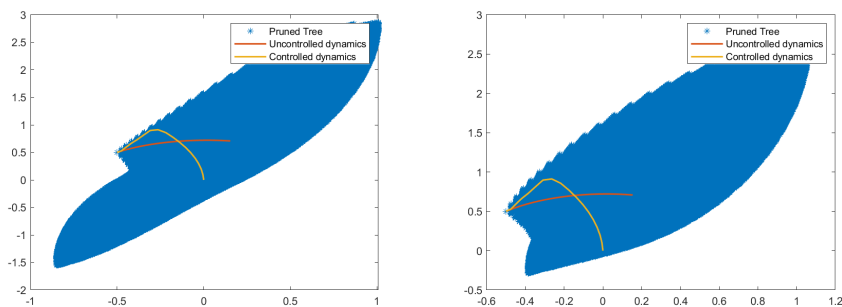 3
2.5
2
1.5
1
0.5
0
-0.5
-1
-1.5
-2
-1 -0.5 0 0.5 1
Pruned Tree
Uncontrolled dynamics
Controlled dynamics
3
2.5
2
1.5
1
0.5
0
-0.5
-0.6 -0.4 -0.2 0 0.2 0.4 0.6 0.8 1 1.2
Pruned Tree
Uncontrolled dynamics
Controlled dynamics